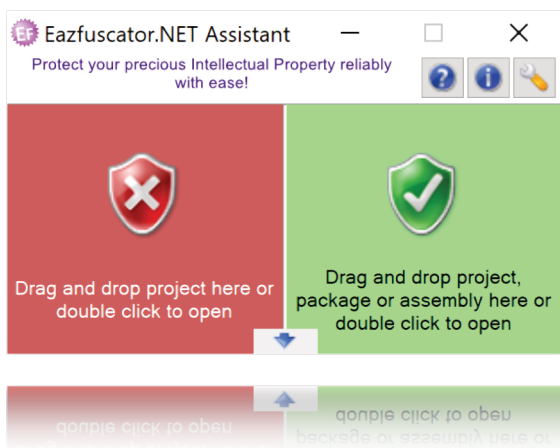 Eazfuscator.NET Assistant
Protect your precious Intellectual Property reliably
with ease!
Drag and drop project here or
double click to open
Drag and drop project,
package or assembly here or
double click to open